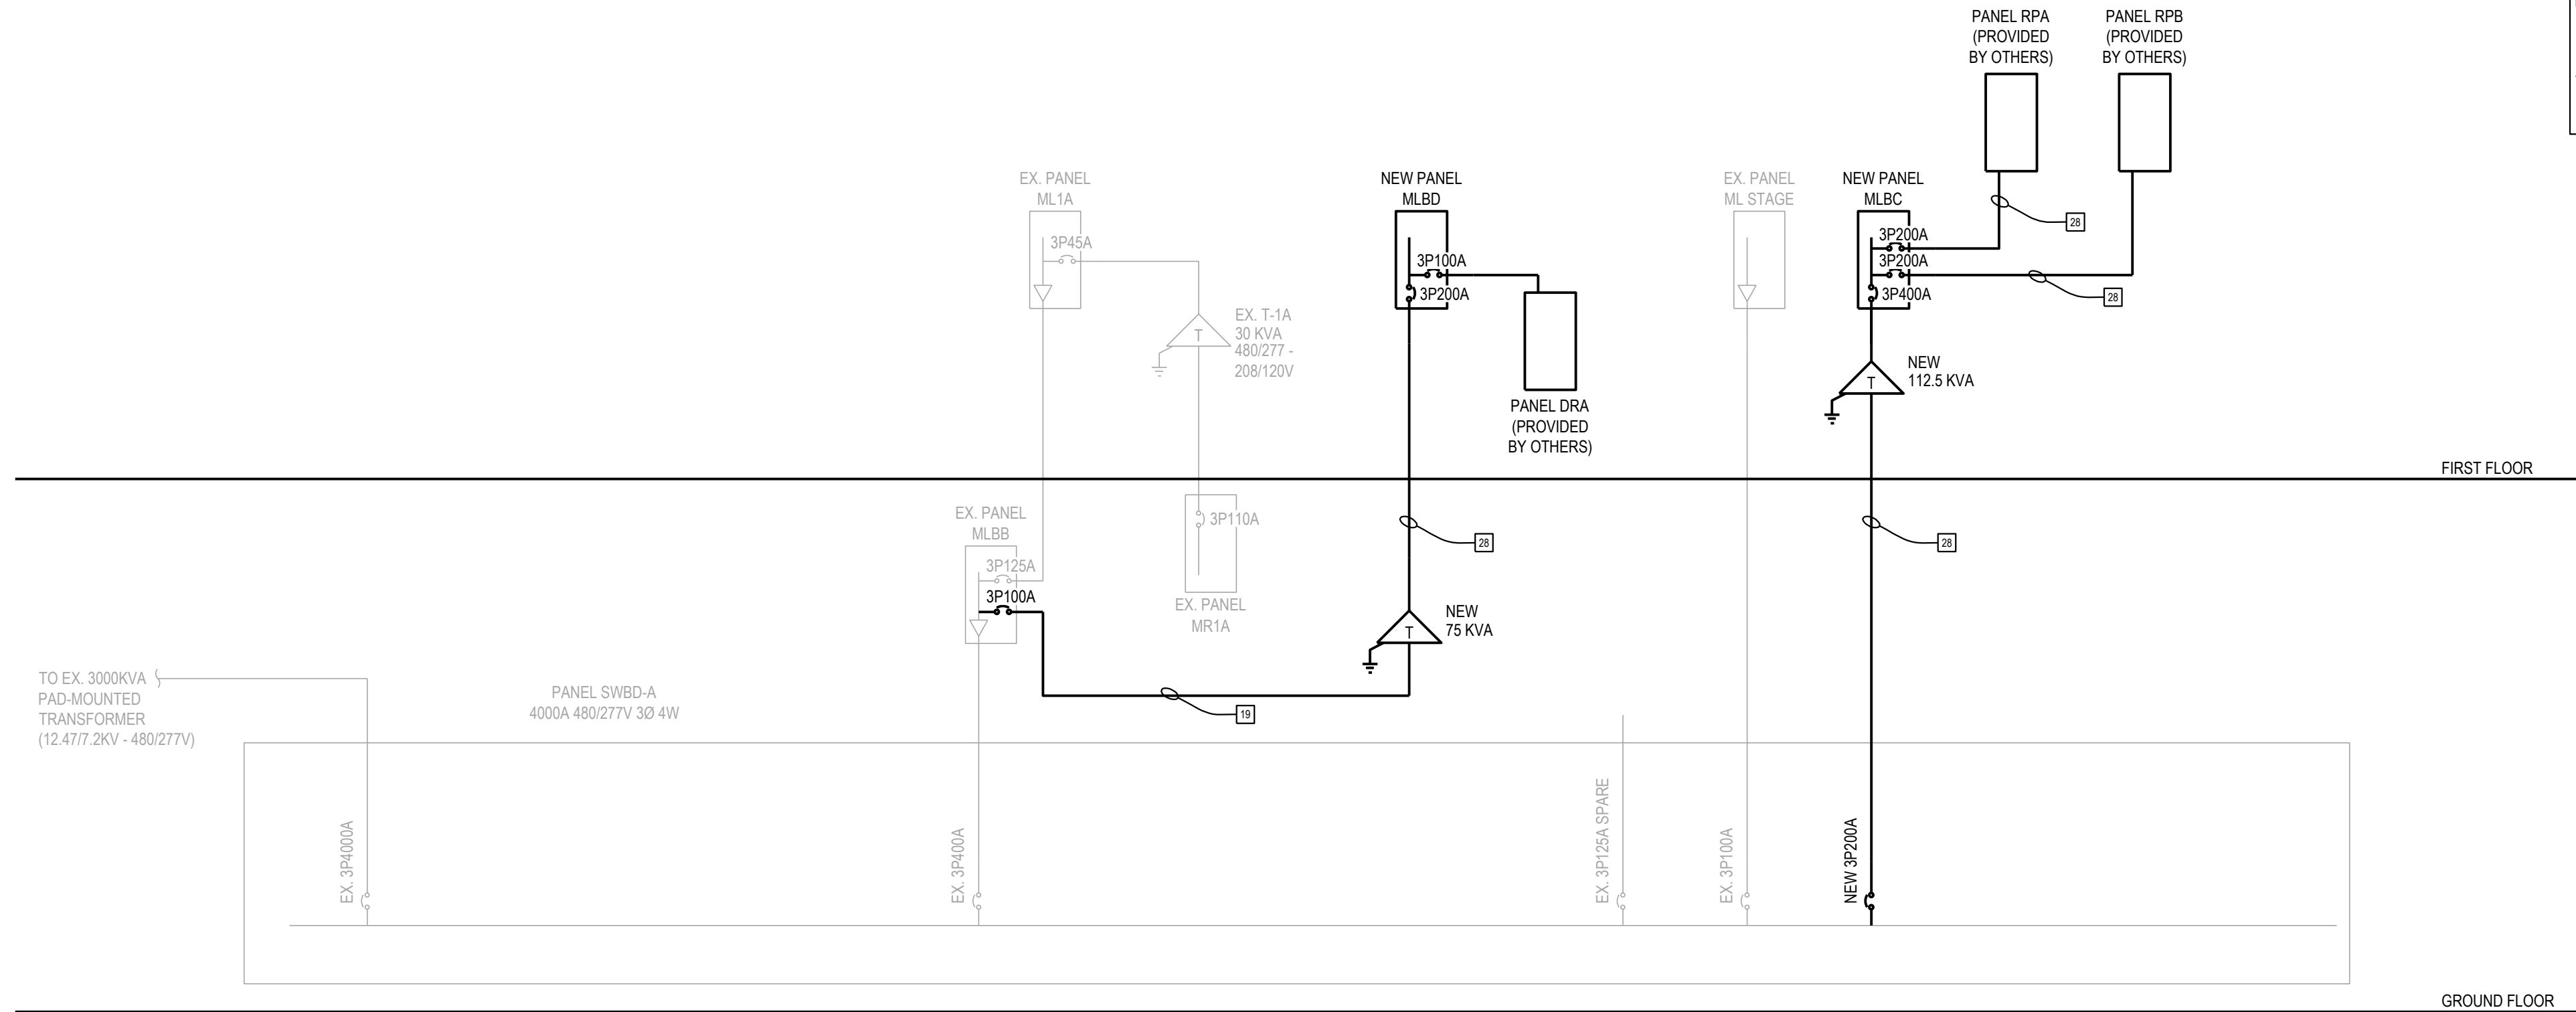 PANEL RPA
(PROVIDED
BY OTHERS)
PANEL RPB
(PROVIDED
BY OTHERS)
28
28
EX. PANEL
ML1A
3P45A
EX. T-1A
30 KVA
480/277 -
208/120V
NEW PANEL
MLBD
3P100A
3P200A
PANEL DRA
(PROVIDED
BY OTHERS)
EX. PANEL
ML STAGE
NEW PANEL
MLBC
3P200A
3P200A
3P400A
T
NEW
112.5 KVA
T
FIRST FLOOR
EX. PANEL
MLBB
3P125A
3P100A
3P110A
EX. PANEL
MR1A
28
28
T
NEW
75 KVA
19
TO EX. 3000KVA
PAD-MOUNTED
TRANSFORMER
(12.47/7.2KV - 480/277V)
PANEL SWBD-A
4000A 480/277V 3Ø 4W
EX. 3P4000A
EX. 3P400A
EX. 3P125A SPARE
EX. 3P100A
NEW 3P200A
GROUND FLOOR